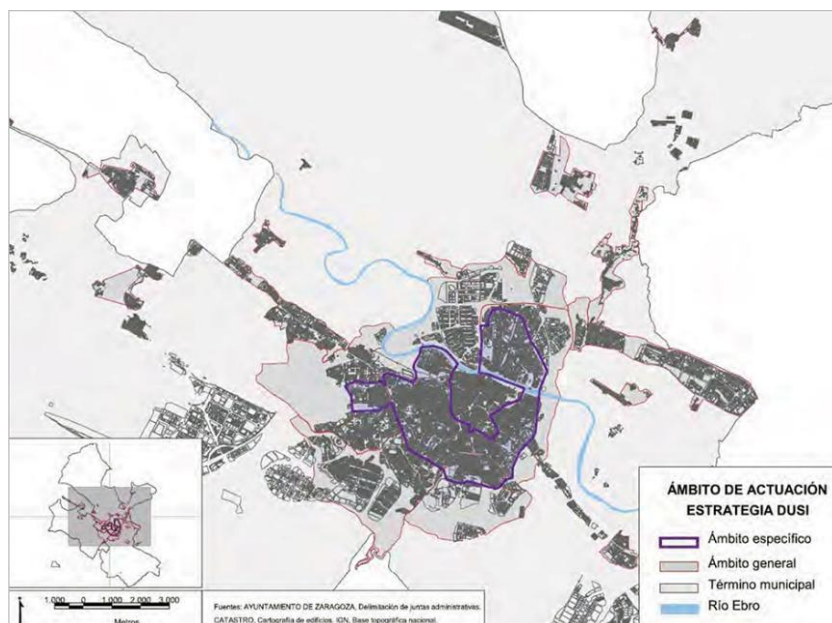 ÁMBITO DE ACTUACIÓN
ESTRATEGIA DUSI
Ámbito específico
Ámbito general
Término municipal
Río Ebro
1.000 0 1.000 2.000 3.000
Metros
Fuentes: AYUNTAMIENTO DE ZARAGOZA, Delimitación de juntas administrativas.
CATASTRO, Cartografía de edificios. IGN, Base topográfica nacional.